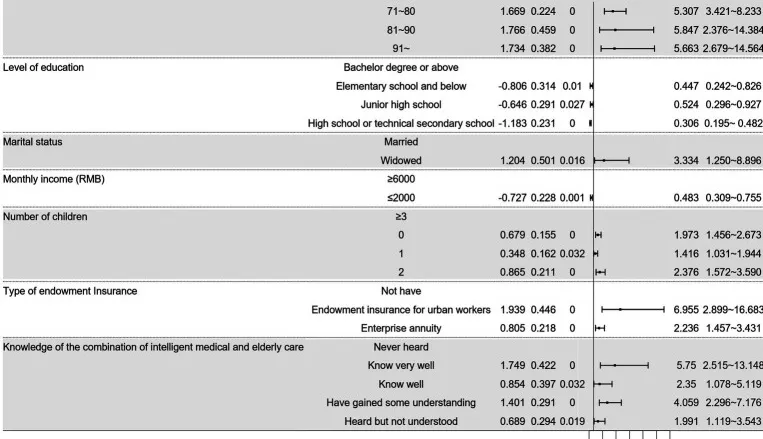 71~80 1.669 0.224 0 5.307 3.421~8.233
81~90 1.766 0.459 0 5.847 2.376~14.384
91~ 1.734 0.382 0 5.663 2.679~14.564
Level of education Bachelor degree or above
Elementary school and below -0.806 0.314 0.01 0.447 0.242~0.826
Junior high school -0.646 0.291 0.027 0.524 0.296~0.927
High school or technical secondary school -1.183 0.231 0 0.306 0.195~ 0.482
Marital status Married
Widowed 1.204 0.501 0.016 3.334 1.250~8.896
Monthly income (RMB) ≥6000
≤2000 -0.727 0.228 0.001 0.483 0.309~0.755
Number of children ≥3
0 0.679 0.155 0 1.973 1.456~2.673
1 0.348 0.162 0.032 1.416 1.031~1.944
2 0.865 0.211 0 2.376 1.572~3.590
Type of endowment Insurance Not have
Endowment insurance for urban workers 1.939 0.446 0 6.955 2.899~16.683
Enterprise annuity 0.805 0.218 0 2.236 1.457~3.431
Knowledge of the combination of intelligent medical and elderly care Never heard
Know very well 1.749 0.422 0 5.75 2.515~13.148
Know well 0.854 0.397 0.032 2.35 1.078~5.119
Have gained some understanding 1.401 0.291 0 4.059 2.296~7.176
Heard but not understood 0.689 0.294 0.019 1.991 1.119~3.543